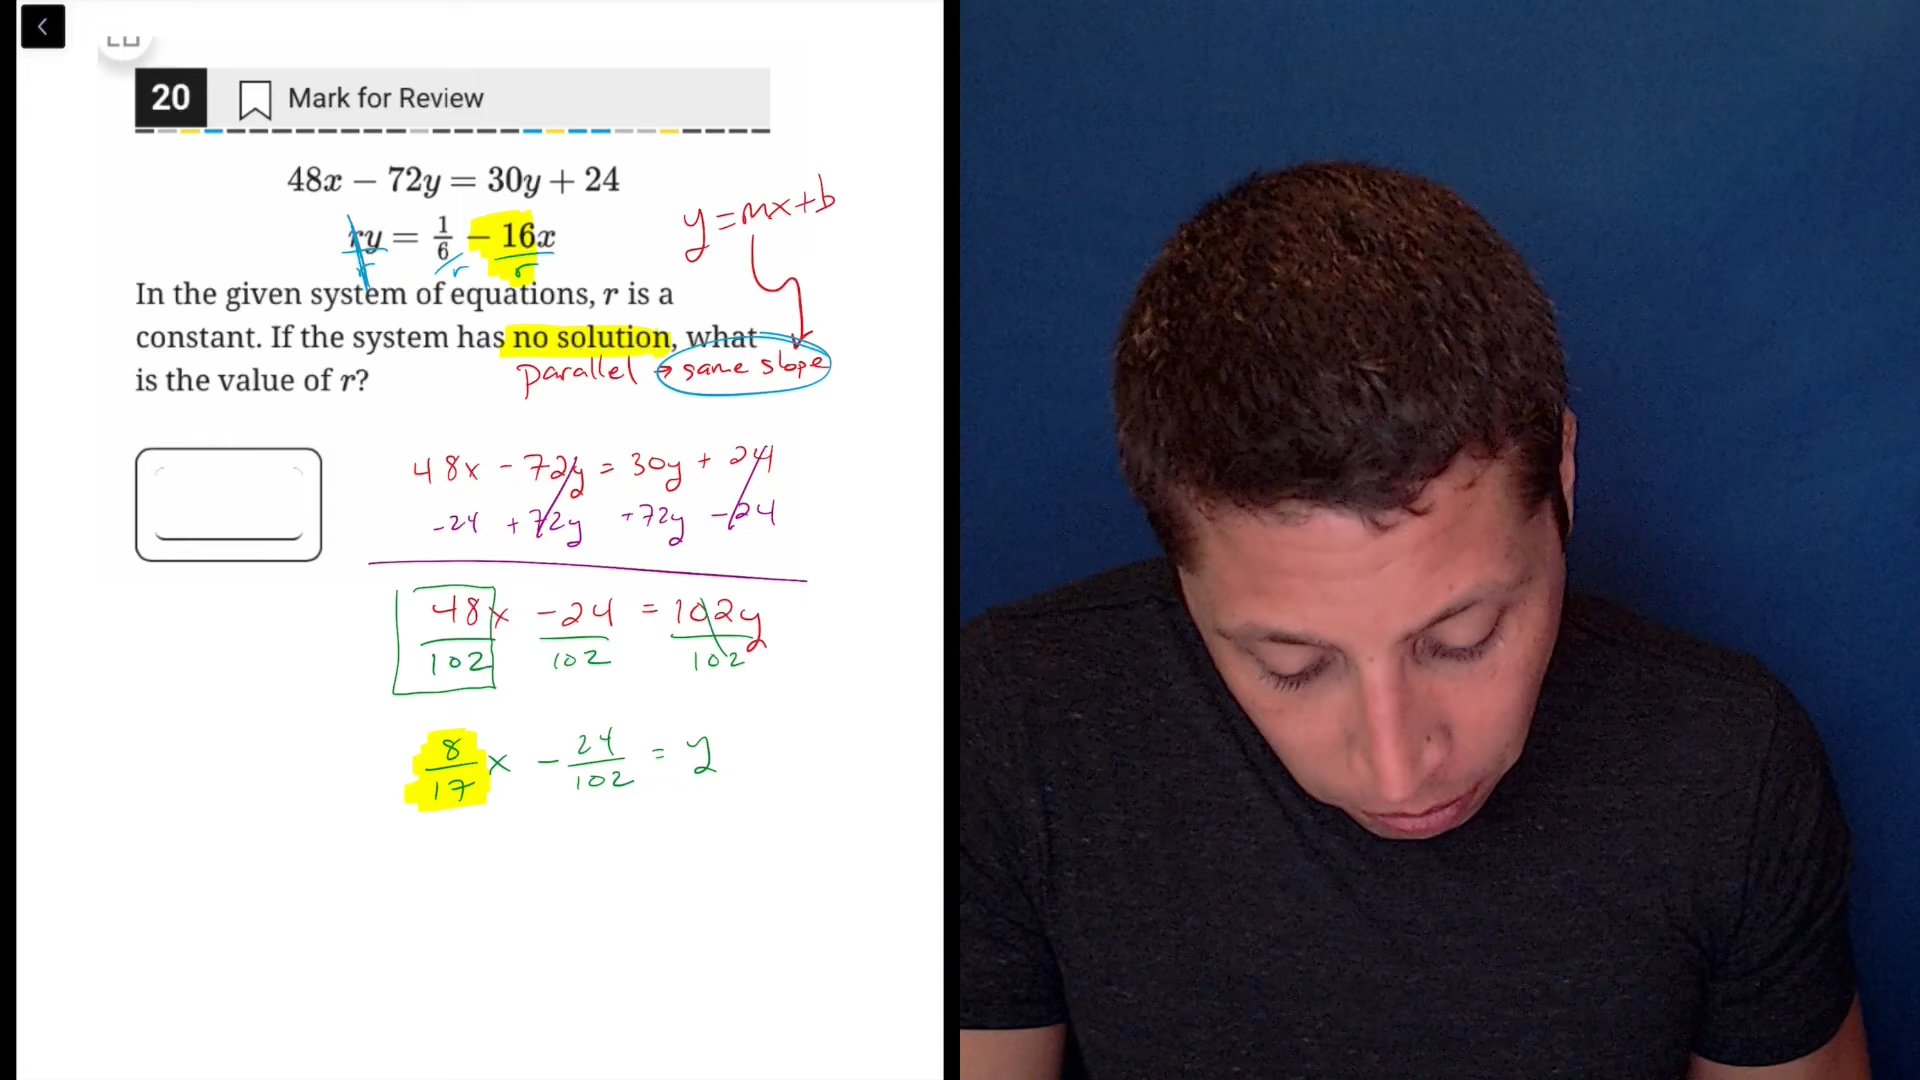 20 Mark for Review
48x − 72y = 30y + 24
ry = 1/6 − 16x
r r r
y = mx+b
In the given system of equations, r is a
constant. If the system has no solution, what
is the value of r?
parallel → same slope
48x - 72y = 30y + 24
-24 +72y +72y -24
48x/102 - 24/102 = 102y/102
8/17 x - 24/102 = y